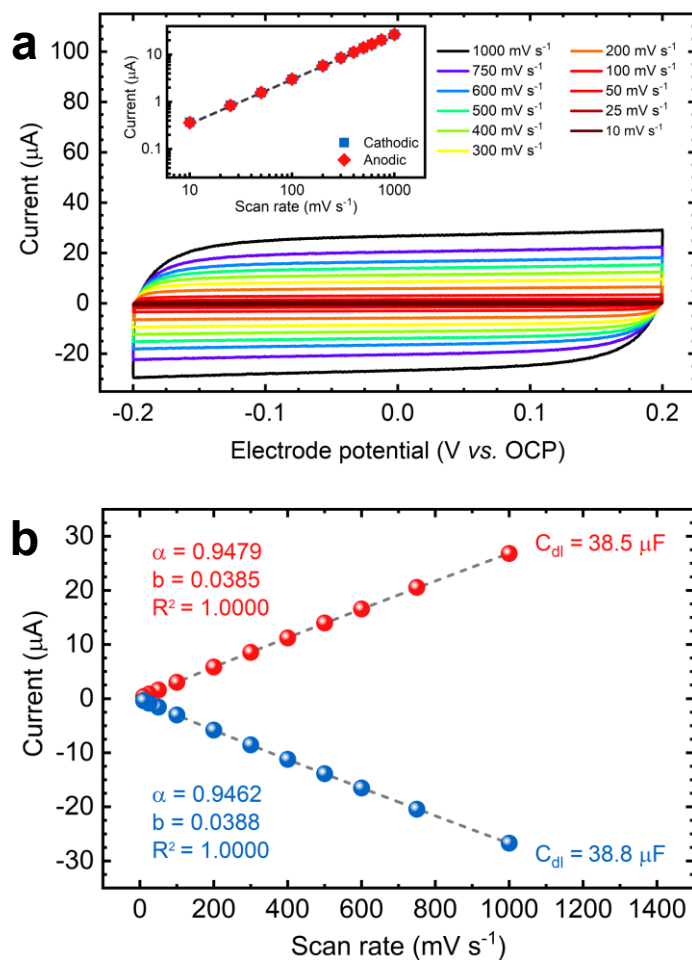 a
Current (μA)
100
80
60
40
20
0
-20
-0.2
-0.1
0.0
0.1
0.2
Electrode potential (V vs. OCP)
Current (μA)
10
1
0.1
10
100
1000
Scan rate (mV s⁻¹)
Cathodic
Anodic
1000 mV s⁻¹
750 mV s⁻¹
600 mV s⁻¹
500 mV s⁻¹
400 mV s⁻¹
300 mV s⁻¹
200 mV s⁻¹
100 mV s⁻¹
50 mV s⁻¹
25 mV s⁻¹
10 mV s⁻¹
b
Current (μA)
30
20
10
0
-10
-20
-30
α = 0.9479
b = 0.0385
R² = 1.0000
C_dl = 38.5 μF
α = 0.9462
b = 0.0388
R² = 1.0000
C_dl = 38.8 μF
0
200
400
600
800
1000
1200
1400
Scan rate (mV s⁻¹)